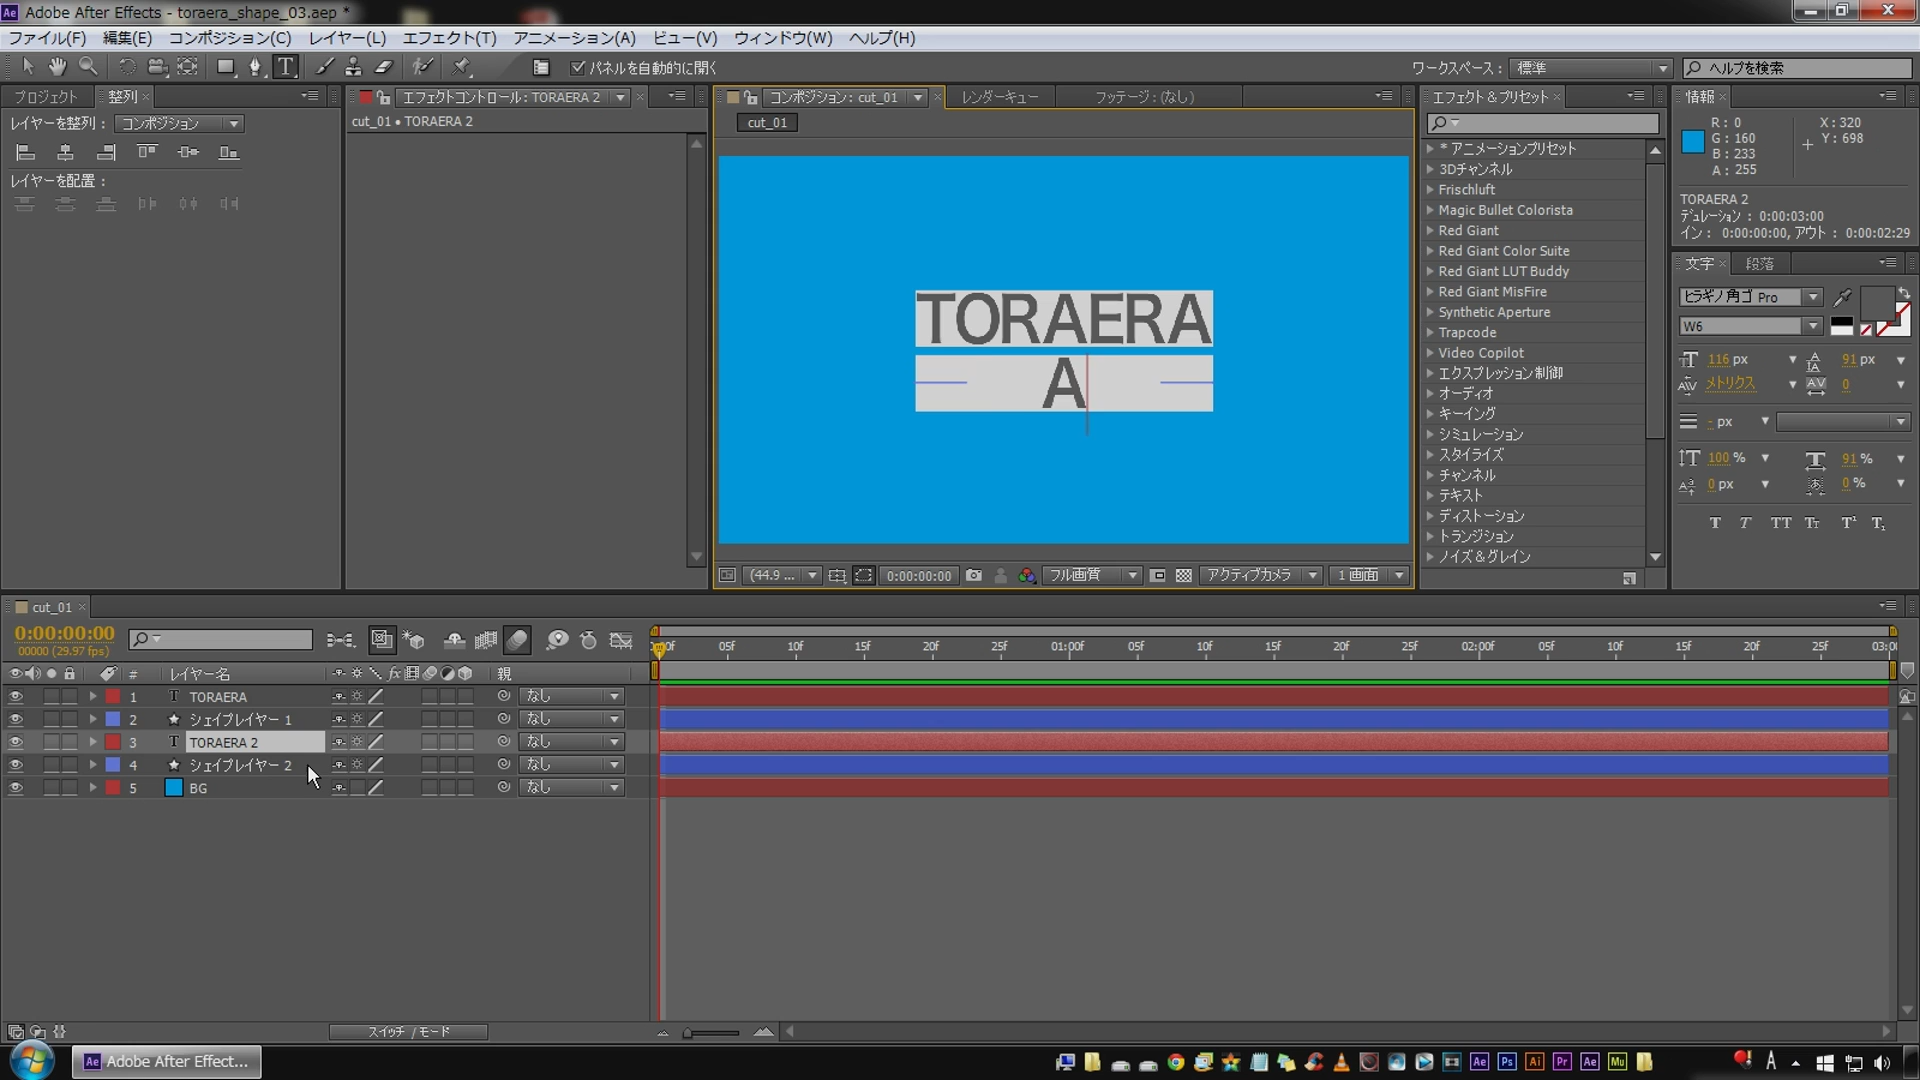 Adobe After Effects - toraera_shape_03.aep *
ファイル(F) 編集(E) コンポジション(C) レイヤー(L) エフェクト(T) アニメーション(A) ビュー(V) ウィンドウ(W) ヘルプ(H)
パネルを自動的に開く ワークスペース: 標準 ヘルプを検索
プロジェクト 整列 エフェクトコントロール: TORAERA 2 コンポジション: cut_01 レンダーキュー フッテージ: (なし) エフェクト&プリセット 情報
レイヤーを整列: コンポジション
cut_01 • TORAERA 2
cut_01
レイヤーを配置:
TORAERA
A
(44.9 ... 0:00:00:00 フル画質 アクティブカメラ 1 画面
* アニメーションプリセット
3Dチャンネル
Frischluft
Magic Bullet Colorista
Red Giant
Red Giant Color Suite
Red Giant LUT Buddy
Red Giant MisFire
Synthetic Aperture
Trapcode
Video Copilot
エクスプレッション制御
オーディオ
キーイング
シミュレーション
スタイライズ
チャンネル
テキスト
ディストーション
トランジション
ノイズ&グレイン
R: 0
G: 160
B: 233
A: 255
X: 320
Y: 698
TORAERA 2
デュレーション: 0:00:03:00
イン: 0:00:00:00, アウト: 0:00:02:29
文字 段落
ヒラギノ角ゴ Pro
W6
116 px 91 px
メトリクス 0
- px
100 % 91 %
0 px 0 %
cut_01
0:00:00:00
00000 (29.97 fps)
05f 10f 15f 20f 25f 01:00f 05f 10f 15f 20f 25f 02:00f 05f 10f 15f 20f 25f
# レイヤー名 親
1 TORAERA なし
2 シェイプレイヤー 1 なし
3 TORAERA 2 なし
4 シェイプレイヤー 2 なし
5 BG なし
スイッチ / モード
Ae Adobe After Effect...
Ae Ps Ai Pr Ae Mu A